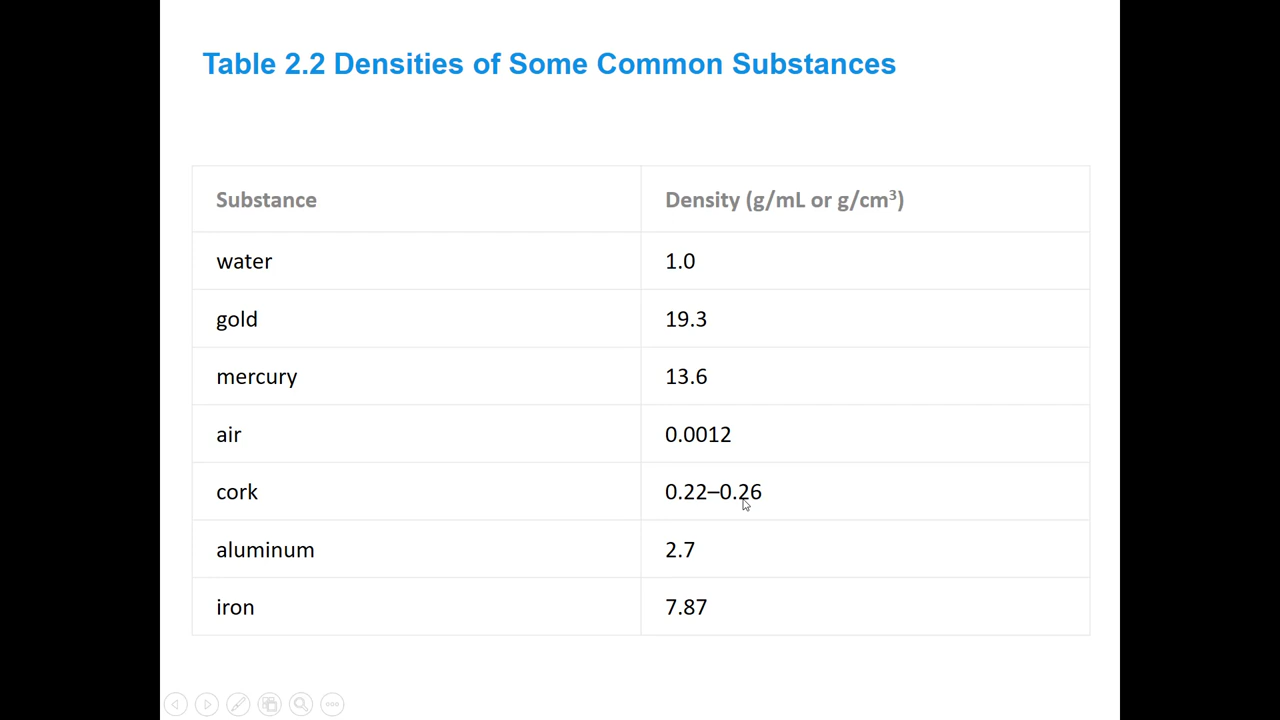 Table 2.2 Densities of Some Common Substances
Substance Density (g/mL or g/cm³)
water 1.0
gold 19.3
mercury 13.6
air 0.0012
cork 0.22–0.26
aluminum 2.7
iron 7.87